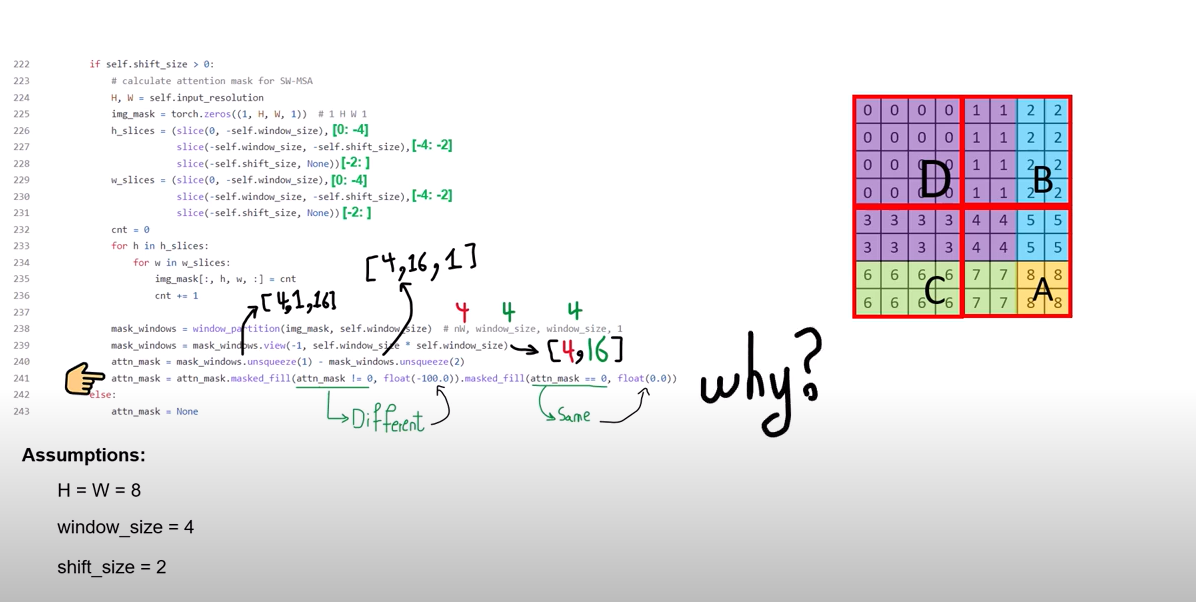 222 if self.shift_size > 0:
223 # calculate attention mask for SW-MSA
224 H, W = self.input_resolution
225 img_mask = torch.zeros((1, H, W, 1)) # 1 H W 1
226 h_slices = (slice(0, -self.window_size), [0: -4]
227 slice(-self.window_size, -self.shift_size), [-4: -2]
228 slice(-self.shift_size, None)) [-2: ]
229 w_slices = (slice(0, -self.window_size), [0: -4]
230 slice(-self.window_size, -self.shift_size), [-4: -2]
231 slice(-self.shift_size, None)) [-2: ]
232 cnt = 0
233 for h in h_slices:
234 for w in w_slices:
235 img_mask[:, h, w, :] = cnt
236 cnt += 1
[4,16,1]
[4,1,16]
237
4 4 4
238 mask_windows = window_partition(img_mask, self.window_size) # nW, window_size, window_size, 1
239 mask_windows = mask_windows.view(-1, self.window_size * self.window_size) [4,16]
240 attn_mask = mask_windows.unsqueeze(1) - mask_windows.unsqueeze(2)
241 attn_mask = attn_mask.masked_fill(attn_mask != 0, float(-100.0)).masked_fill(attn_mask == 0, float(0.0))
242 else:
243 attn_mask = None
Different
Same
why?
0 0 0 0 1 1 2 2
0 0 0 0 1 1 2 2
0 0 0 0 1 1 2 2
0 0 0 0 1 1 2 2
D
B
3 3 3 3 4 4 5 5
3 3 3 3 4 4 5 5
6 6 6 6 7 7 8 8
6 6 6 6 7 7 8 8
C
A
Assumptions:
H = W = 8
window_size = 4
shift_size = 2